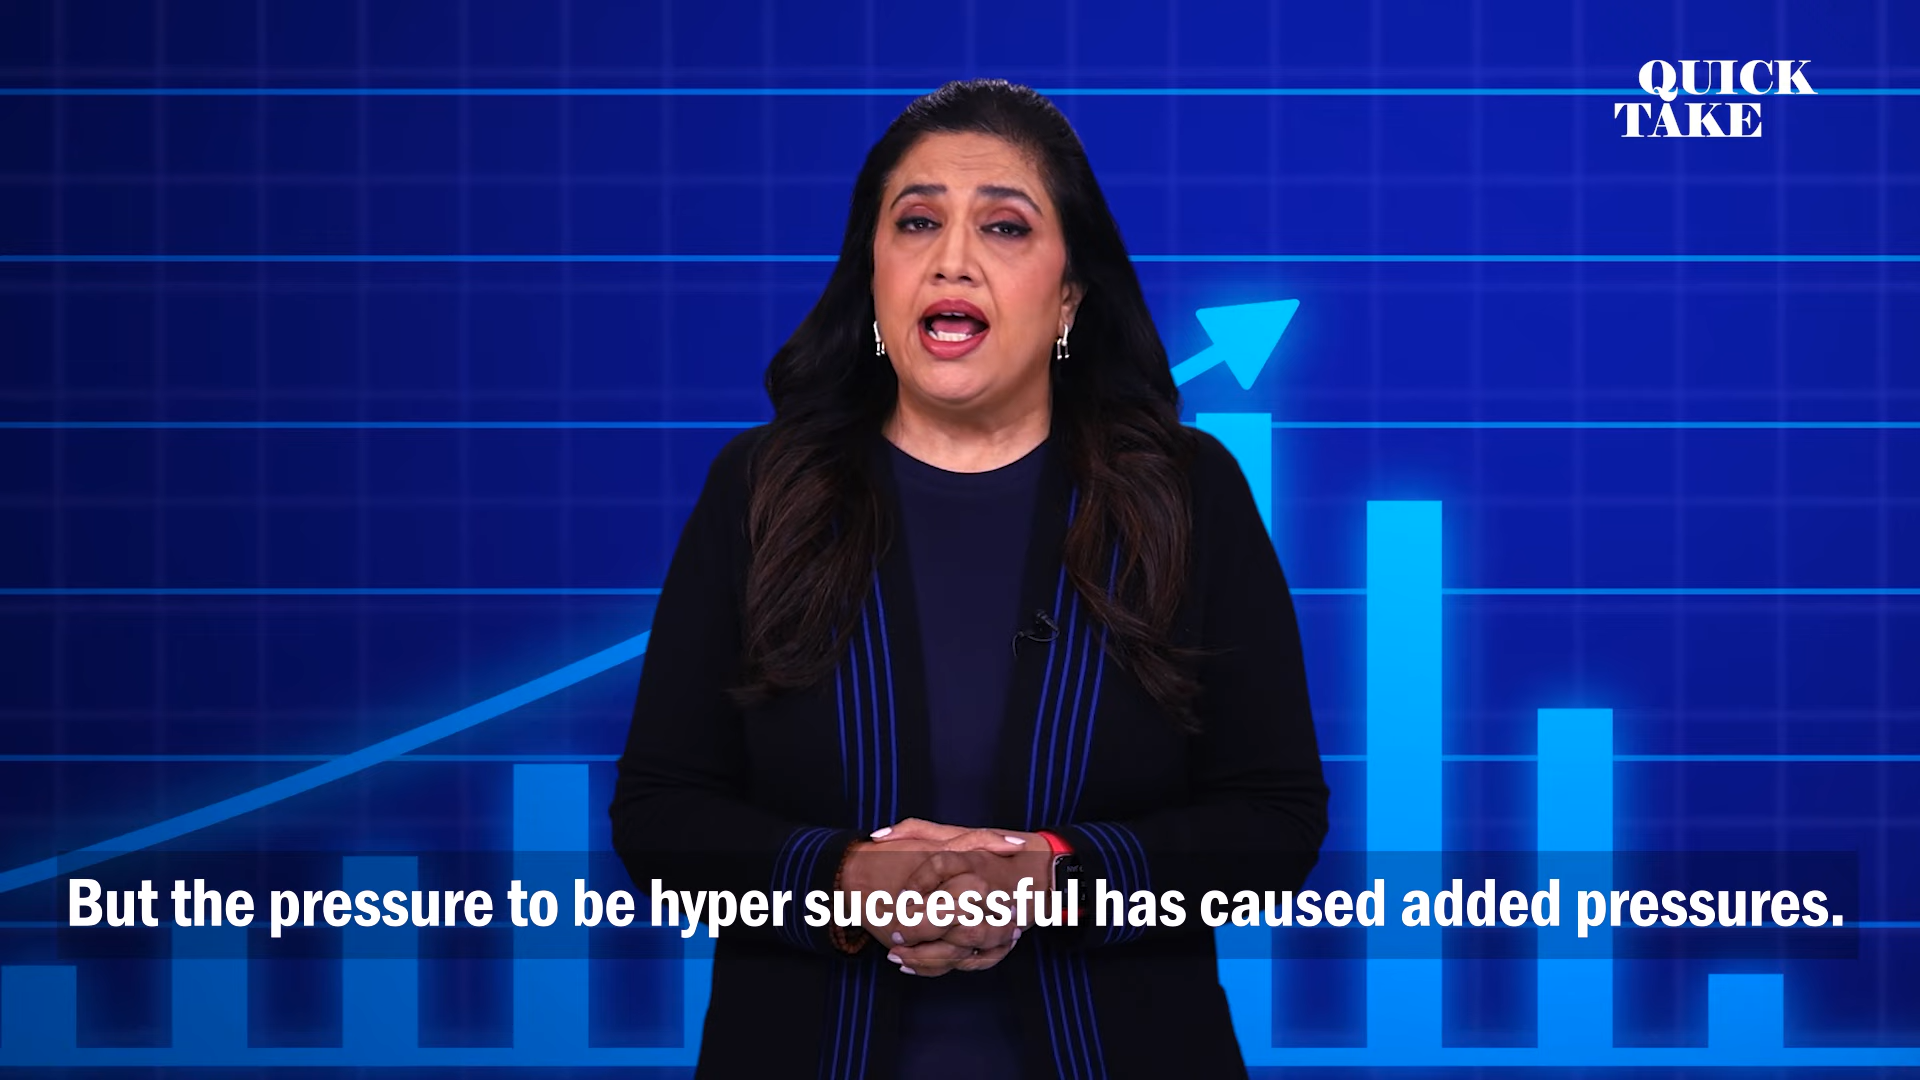 QUICK
TAKE
But the pressure to be hyper successful has caused added pressures.